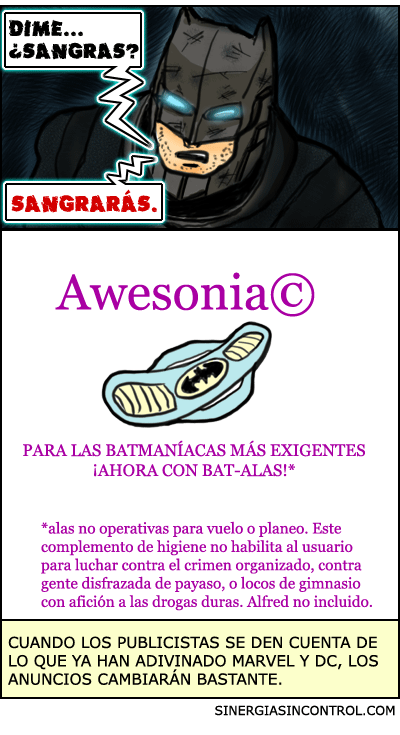 DIME...
¿SANGRAS?
SANGRARÁS.
Awesonia©
PARA LAS BATMANÍACAS MÁS EXIGENTES
¡AHORA CON BAT-ALAS!*
*alas no operativas para vuelo o planeo. Este
complemento de higiene no habilita al usuario
para luchar contra el crimen organizado, contra
gente disfrazada de payaso, o locos de gimnasio
con afición a las drogas duras. Alfred no incluido.
CUANDO LOS PUBLICISTAS SE DEN CUENTA DE
LO QUE YA HAN ADIVINADO MARVEL Y DC, LOS
ANUNCIOS CAMBIARÁN BASTANTE.
SINERGIASINCONTROL.COM